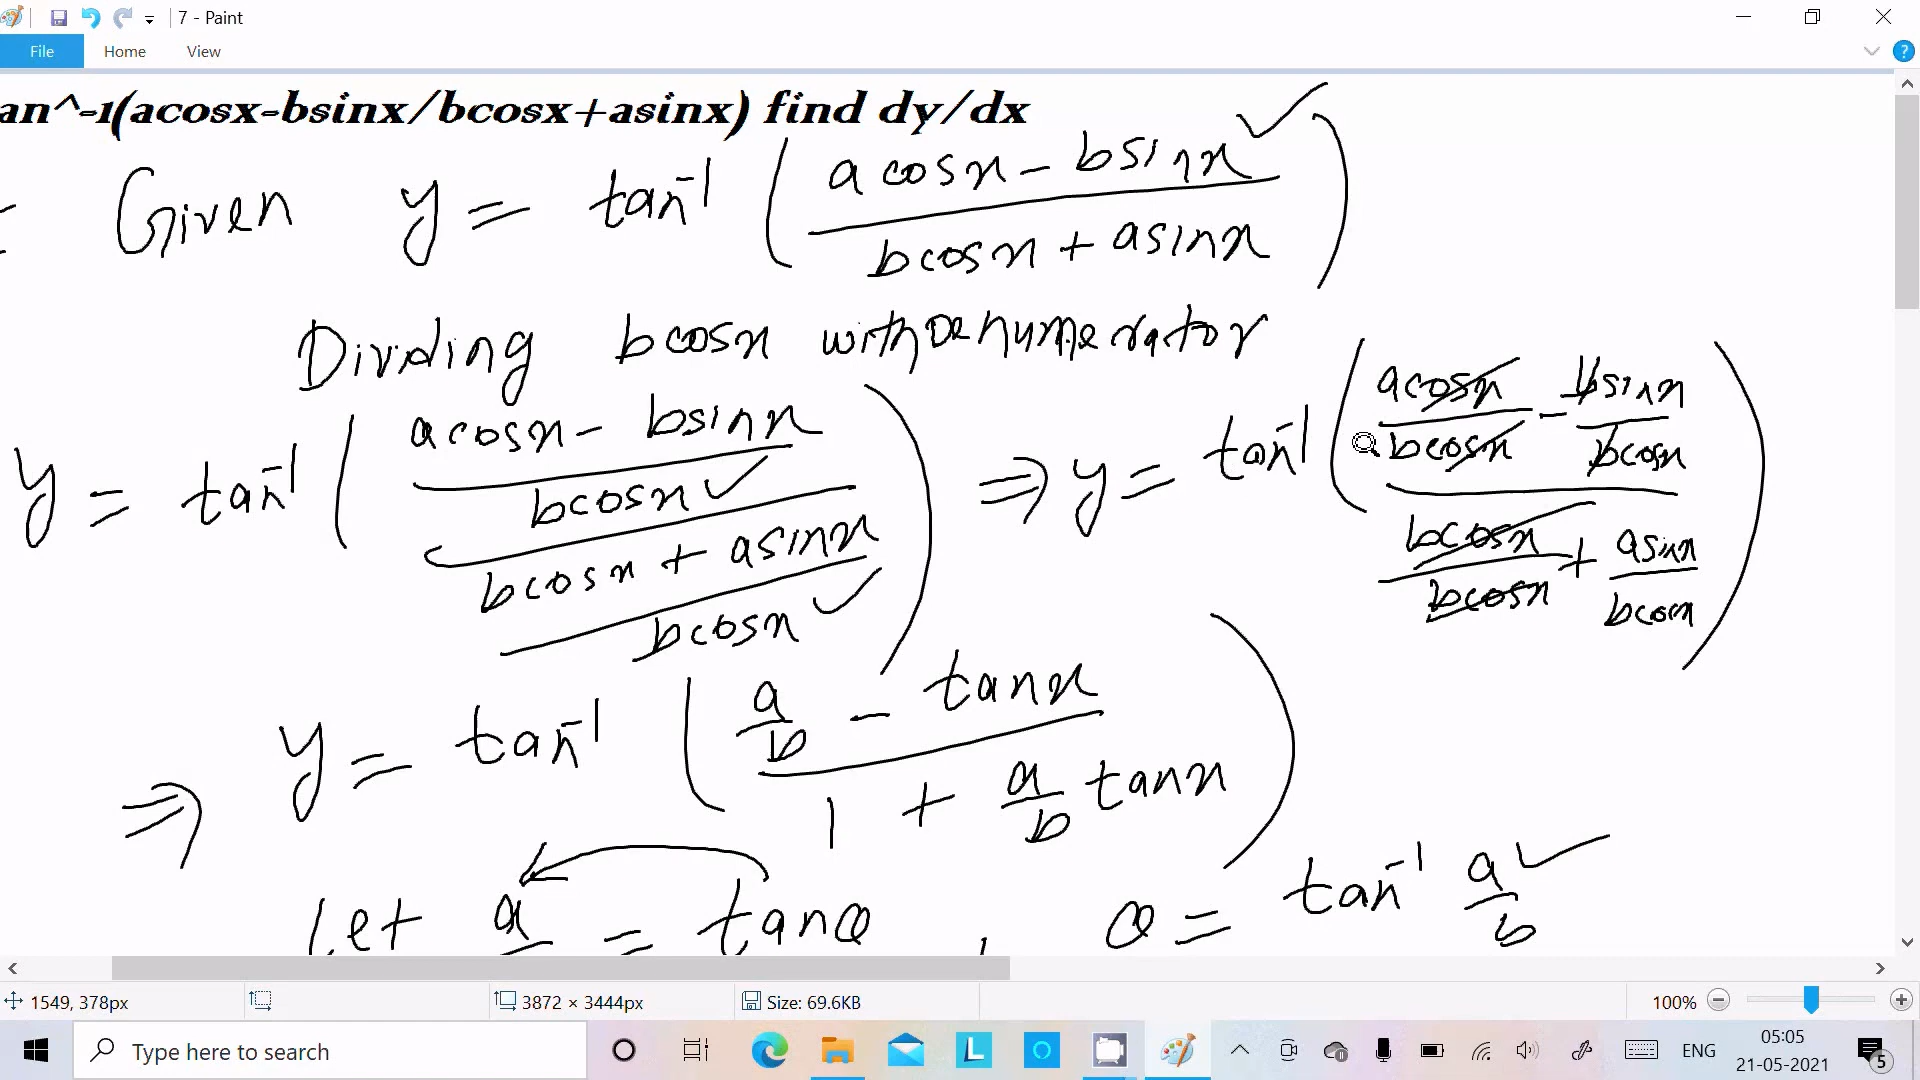 7 - Paint
File Home View
an^-1(acosx-bsinx/bcosx+asinx) find dy/dx
Given y = tan⁻¹ ( acosx - bsinx / bcosx + asinx )
Dividing bcosx with Denumerator
y = tan⁻¹ ( acosx - bsinx / bcosx / bcosx + asinx / bcosx ) ⇒ y = tan⁻¹ ( acosx / bcosx - bsinx / bcosx / bcosx / bcosx + asinx / bcosx )
⇒ y = tan⁻¹ ( a/b - tanx / 1 + a/b tanx )
Let a = tanθ , θ = tan⁻¹ a/b
1549, 378px 3872 × 3444px Size: 69.6KB 100%
Type here to search ENG 05:05
21-05-2021 5